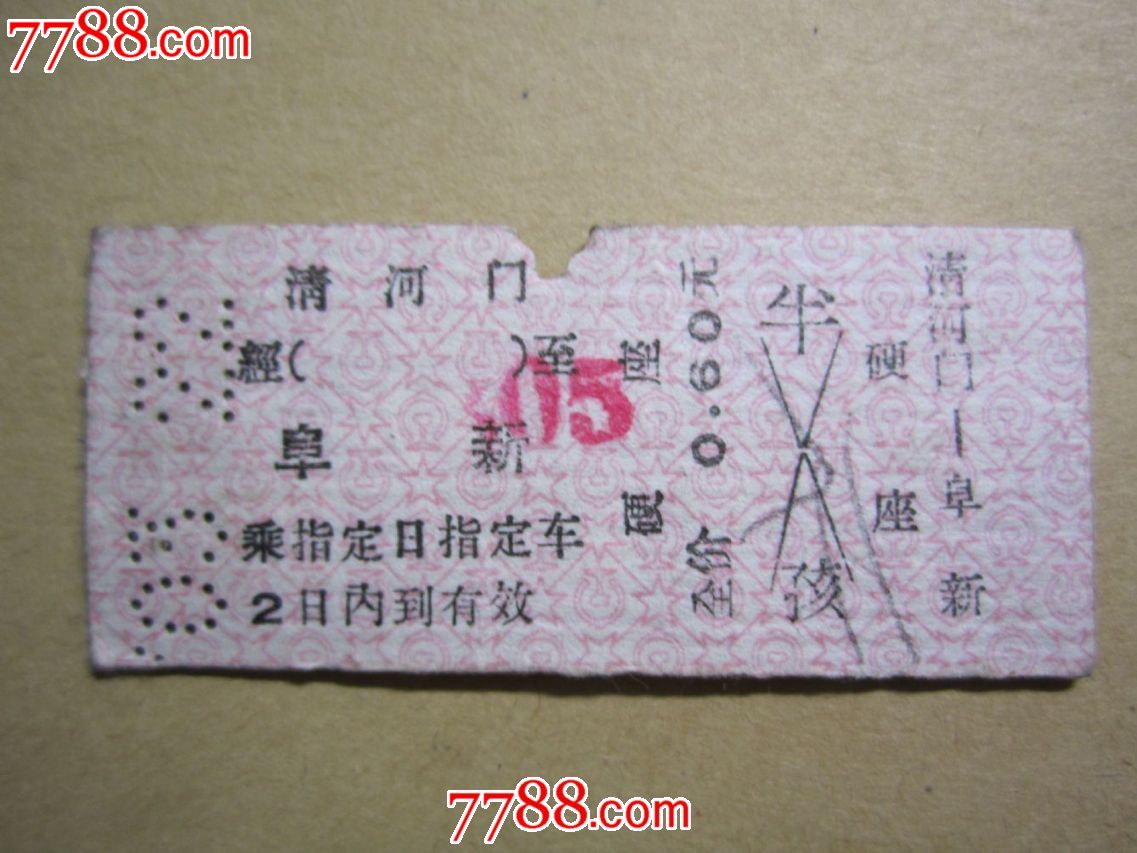 7788.com
清河门
經( )到
阜新
乘指定日指定车
2日内到有效
05
硬座
全价0.60元
半孩
硬座
清河门—阜新
7788.com